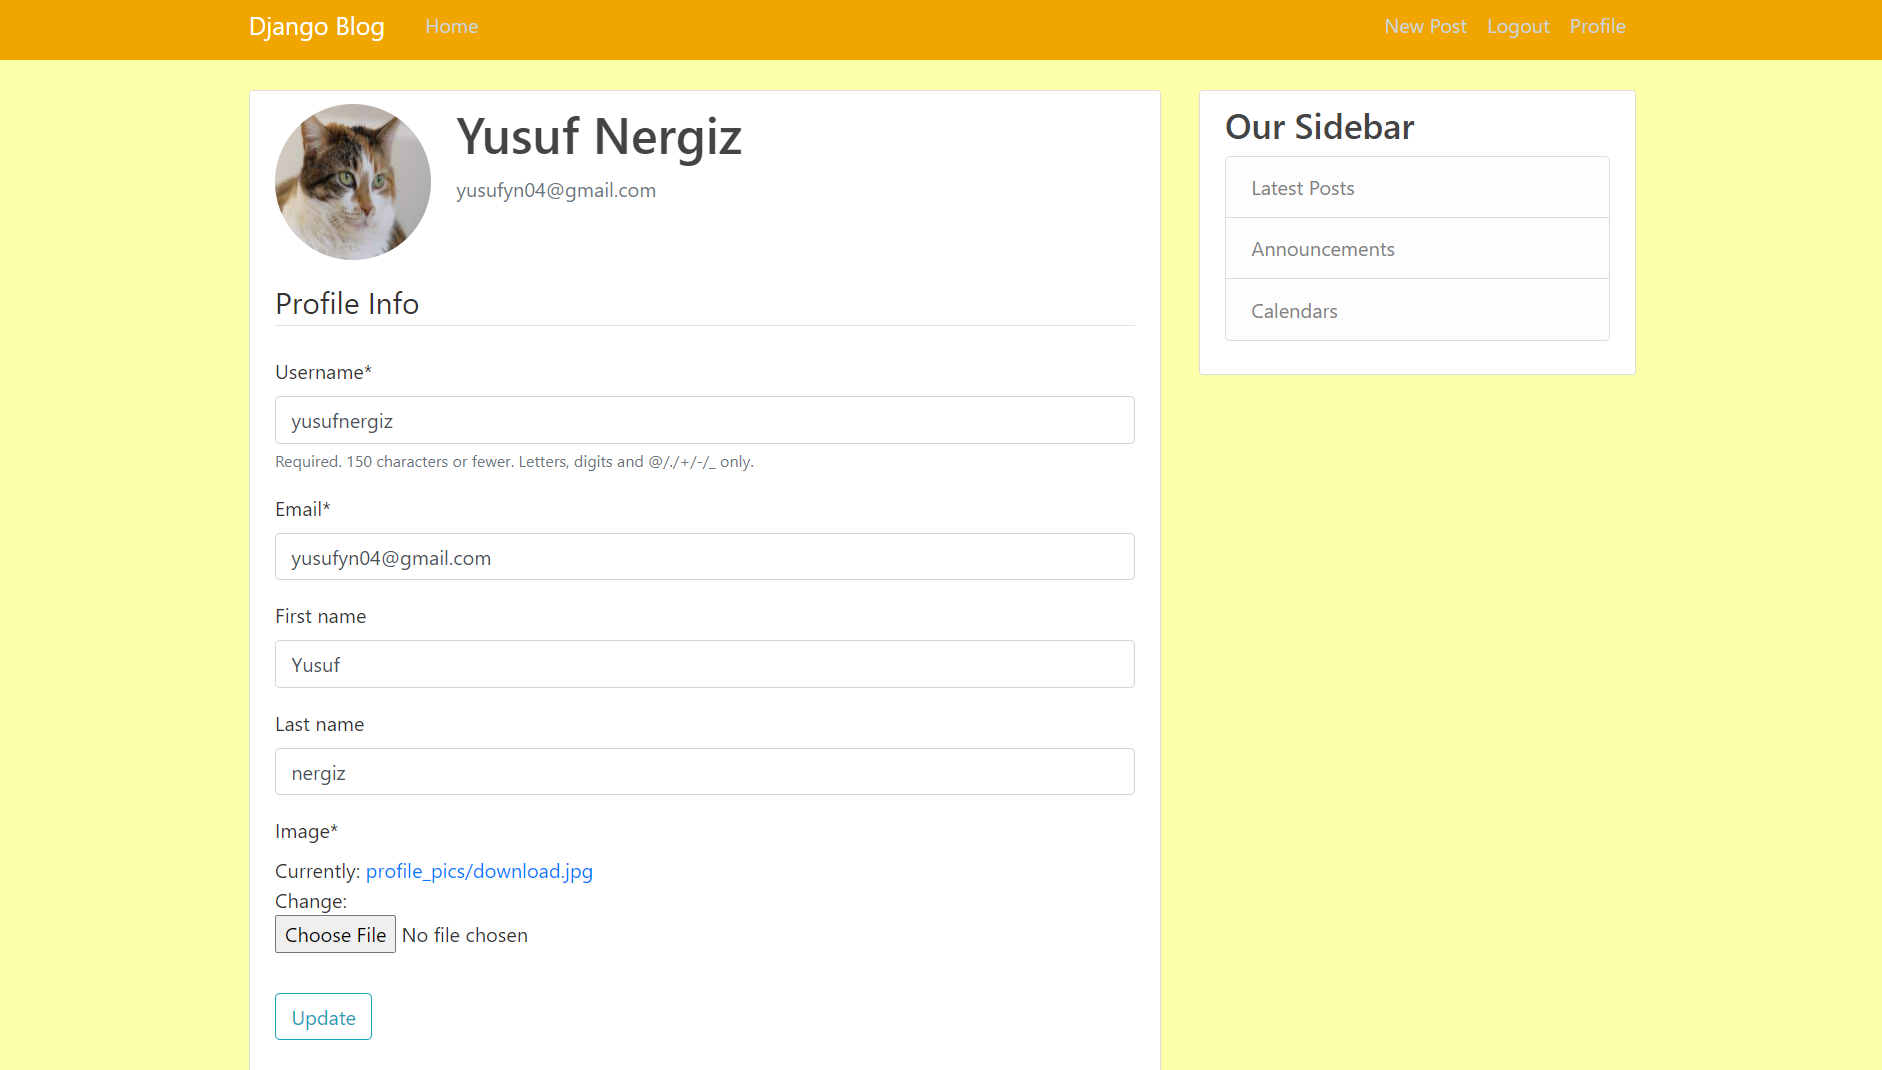 Django Blog Home New Post Logout Profile
Yusuf Nergiz
yusufyn04@gmail.com
Profile Info
Username*
yusufnergiz
Required. 150 characters or fewer. Letters, digits and @/./+/-/_ only.
Email*
yusufyn04@gmail.com
First name
Yusuf
Last name
nergiz
Image*
Currently: profile_pics/download.jpg
Change:
Choose File No file chosen
Update
Our Sidebar
Latest Posts
Announcements
Calendars